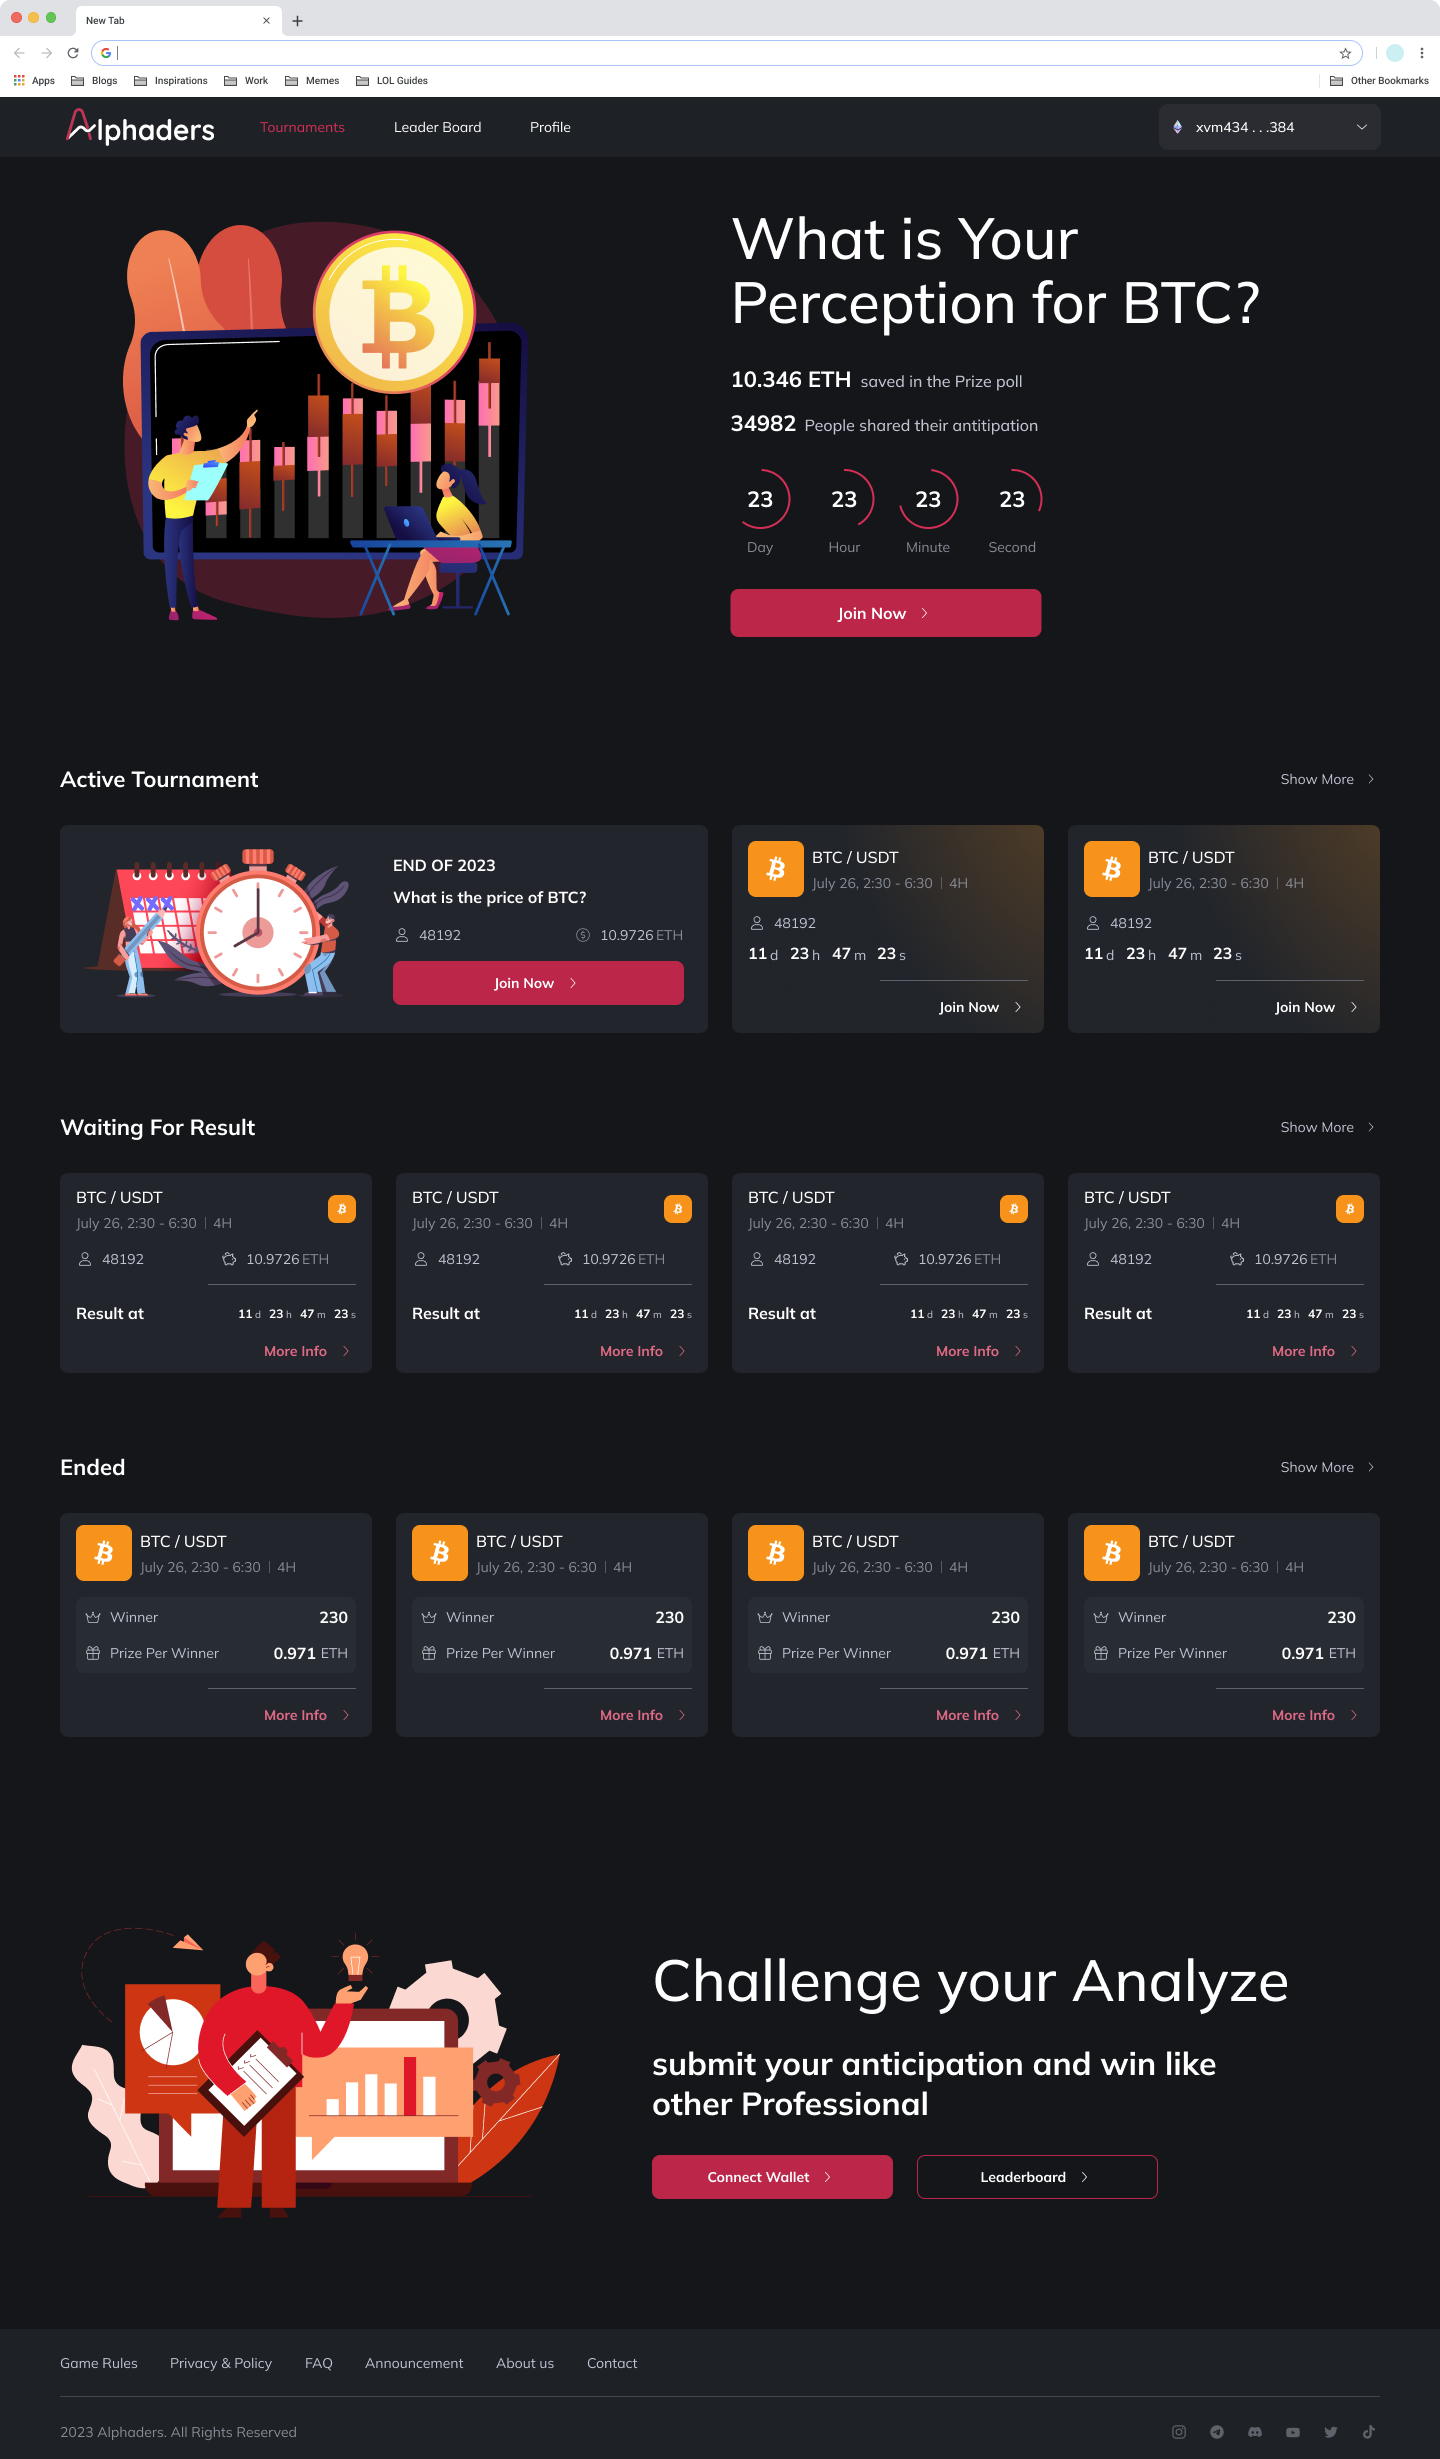 New Tab
Apps Blogs Inspirations Work Memes LOL Guides Other Bookmarks
Alphaders Tournaments Leader Board Profile xvm434 . . .384
What is Your
Perception for BTC?
10.346 ETH saved in the Prize poll
34982 People shared their antitipation
23 23 23 23
Day Hour Minute Second
Join Now
Active Tournament Show More
END OF 2023
What is the price of BTC?
48192 10.9726 ETH
Join Now
BTC / USDT
July 26, 2:30 - 6:30 | 4H
48192
11 d 23 h 47 m 23 s
Join Now
BTC / USDT
July 26, 2:30 - 6:30 | 4H
48192
11 d 23 h 47 m 23 s
Join Now
Waiting For Result Show More
BTC / USDT
July 26, 2:30 - 6:30 | 4H
48192 10.9726 ETH
Result at 11 d 23 h 47 m 23 s
More Info
BTC / USDT
July 26, 2:30 - 6:30 | 4H
48192 10.9726 ETH
Result at 11 d 23 h 47 m 23 s
More Info
BTC / USDT
July 26, 2:30 - 6:30 | 4H
48192 10.9726 ETH
Result at 11 d 23 h 47 m 23 s
More Info
BTC / USDT
July 26, 2:30 - 6:30 | 4H
48192 10.9726 ETH
Result at 11 d 23 h 47 m 23 s
More Info
Ended Show More
BTC / USDT
July 26, 2:30 - 6:30 | 4H
Winner 230
Prize Per Winner 0.971 ETH
More Info
BTC / USDT
July 26, 2:30 - 6:30 | 4H
Winner 230
Prize Per Winner 0.971 ETH
More Info
BTC / USDT
July 26, 2:30 - 6:30 | 4H
Winner 230
Prize Per Winner 0.971 ETH
More Info
BTC / USDT
July 26, 2:30 - 6:30 | 4H
Winner 230
Prize Per Winner 0.971 ETH
More Info
Challenge your Analyze
submit your anticipation and win like
other Professional
Connect Wallet Leaderboard
Game Rules Privacy & Policy FAQ Announcement About us Contact
2023 Alphaders. All Rights Reserved